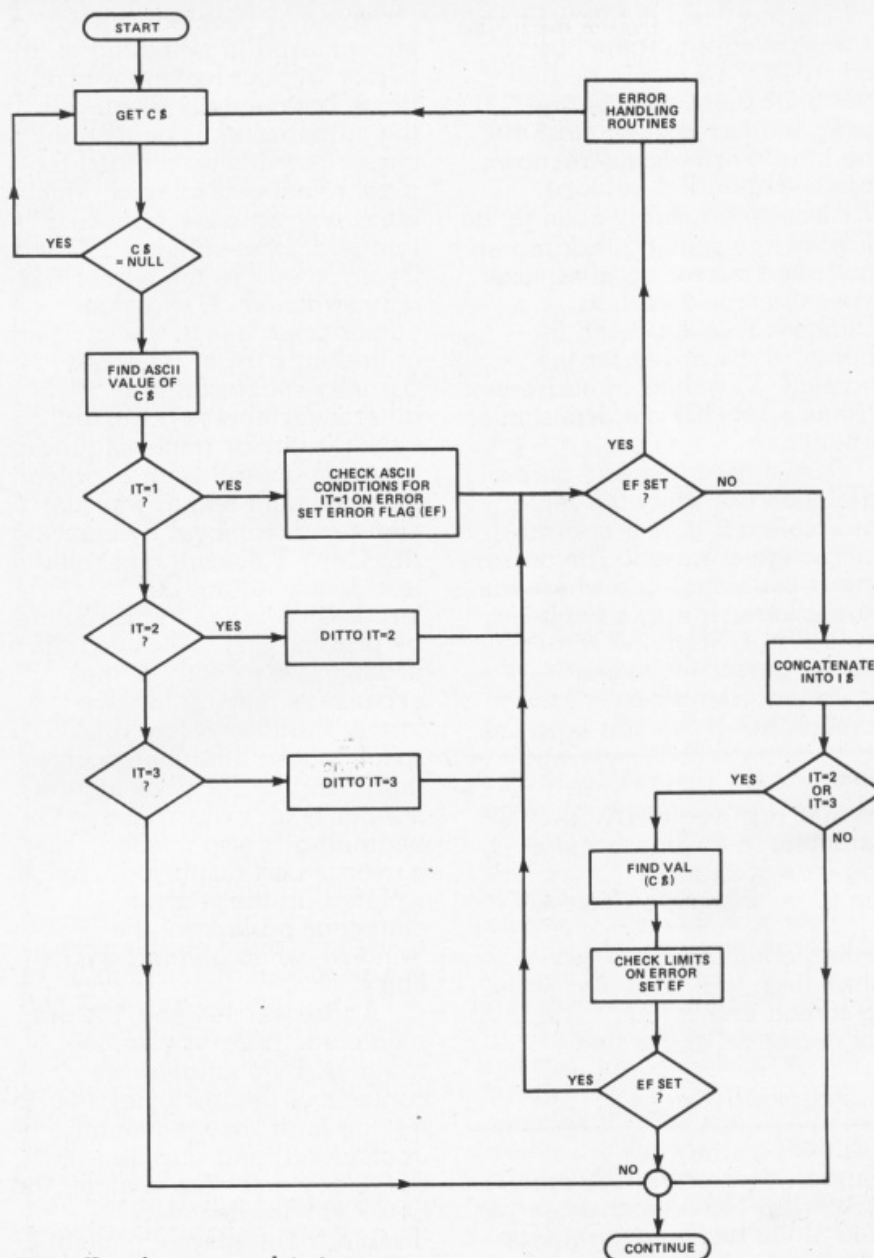 START
GET C$
ERROR
HANDLING
ROUTINES
YES
C$
= NULL
FIND ASCII
VALUE OF
C$
IT=1
?
YES
CHECK ASCII
CONDITIONS FOR
IT=1 ON ERROR
SET ERROR FLAG (EF)
YES
EF SET
?
NO
IT=2
?
YES
DITTO IT=2
CONCATENATE
INTO I$
IT=3
?
DITTO IT=3
YES
IT=2
OR
IT=3
NO
FIND VAL
(C$)
CHECK LIMITS
ON ERROR
SET EF
YES
EF SET
?
NO
CONTINUE